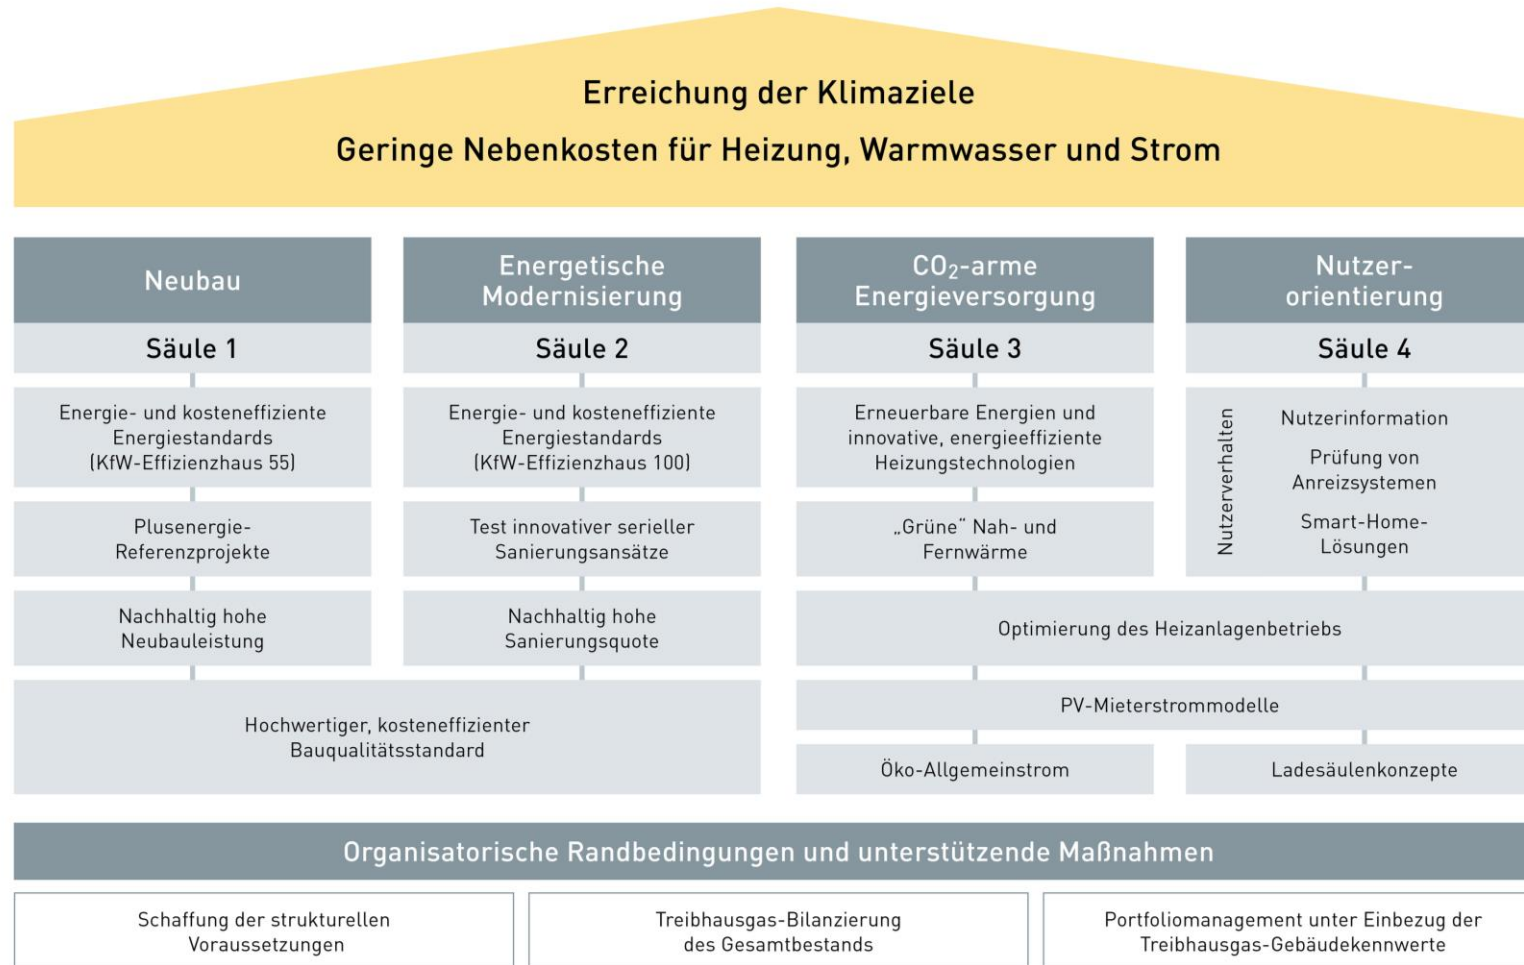 Erreichung der Klimaziele
Geringe Nebenkosten für Heizung, Warmwasser und Strom
Neubau
Säule 1
Energie- und kosteneffiziente
Energiestandards
(KfW-Effizienzhaus 55)
Plusenergie-
Referenzprojekte
Nachhaltig hohe
Neubauleistung
Energetische
Modernisierung
Säule 2
Energie- und kosteneffiziente
Energiestandards
(KfW-Effizienzhaus 100)
Test innovativer serieller
Sanierungsansätze
Nachhaltig hohe
Sanierungsquote
Hochwertiger, kosteneffizienter
Bauqualitätsstandard
CO₂-arme
Energieversorgung
Säule 3
Erneuerbare Energien und
innovative, energieeffiziente
Heizungstechnologien
„Grüne“ Nah- und
Fernwärme
Nutzer-
orientierung
Säule 4
Nutzerverhalten
Nutzerinformation
Prüfung von
Anreizsystemen
Smart-Home-
Lösungen
Optimierung des Heizanlagenbetriebs
PV-Mieterstrommodelle
Öko-Allgemeinstrom
Ladesäulenkonzepte
Organisatorische Randbedingungen und unterstützende Maßnahmen
Schaffung der strukturellen
Voraussetzungen
Treibhausgas-Bilanzierung
des Gesamtbestands
Portfoliomanagement unter Einbezug der
Treibhausgas-Gebäudekennwerte